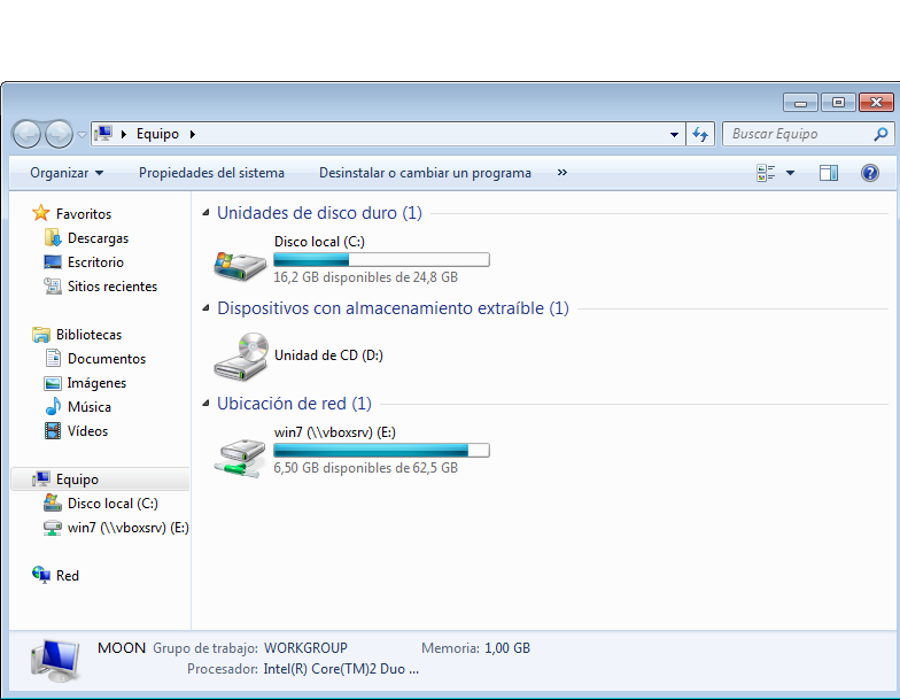 Equipo
Buscar Equipo
Organizar
Propiedades del sistema
Desinstalar o cambiar un programa
»
Favoritos
Descargas
Escritorio
Sitios recientes
Bibliotecas
Documentos
Imágenes
Música
Vídeos
Equipo
Disco local (C:)
win7 (\\vboxsrv) (E:)
Red
Unidades de disco duro (1)
Disco local (C:)
16,2 GB disponibles de 24,8 GB
Dispositivos con almacenamiento extraíble (1)
Unidad de CD (D:)
Ubicación de red (1)
win7 (\\vboxsrv) (E:)
6,50 GB disponibles de 62,5 GB
MOON Grupo de trabajo: WORKGROUP Memoria: 1,00 GB
Procesador: Intel(R) Core(TM)2 Duo ...